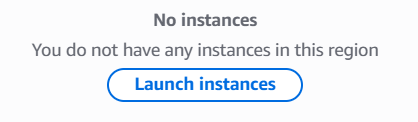 No instances
You do not have any instances in this region
Launch instances